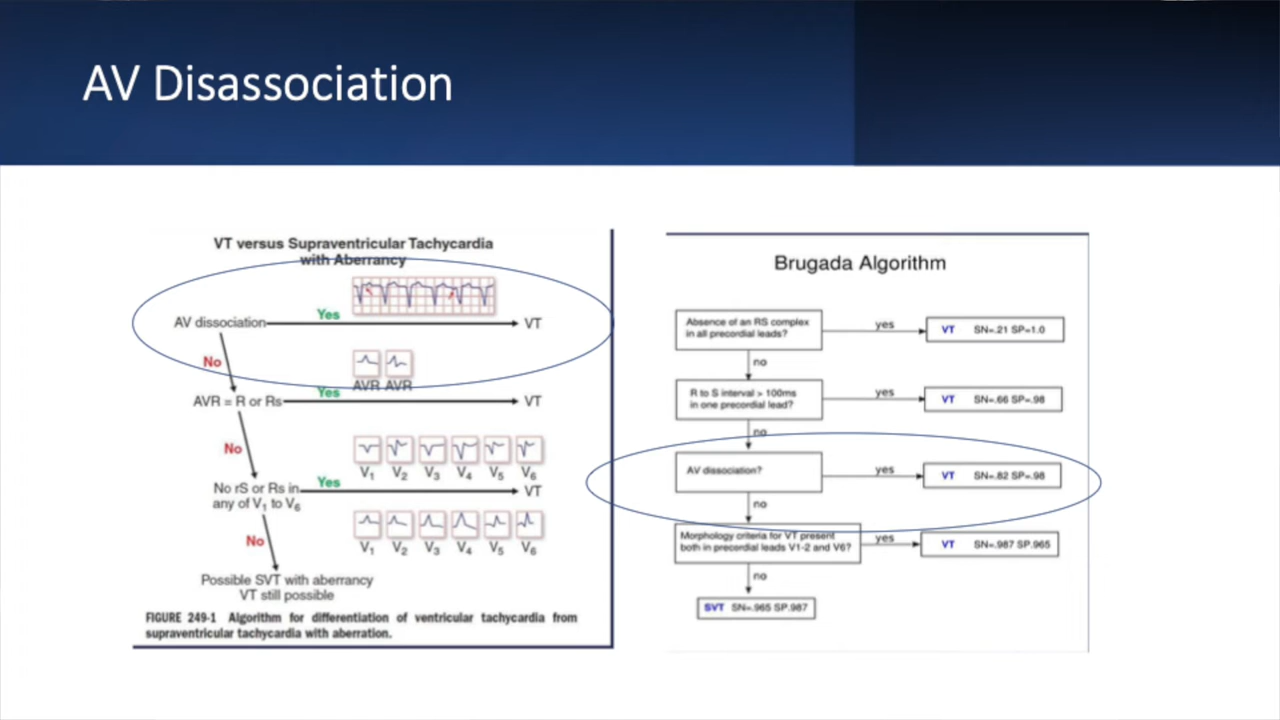 AV Disassociation
VT versus Supraventricular Tachycardia
with Aberrancy
AV dissociation
Yes
VT
No
AVR AVR
AVR = R or Rs
Yes
VT
No
V1 V2 V3 V4 V5 V6
No rS or Rs in
any of V1 to V6
Yes
VT
No
V1 V2 V3 V4 V5 V6
Possible SVT with aberrancy
VT still possible
FIGURE 249-1 Algorithm for differentiation of ventricular tachycardia from
supraventricular tachycardia with aberration.
Brugada Algorithm
Absence of an RS complex
in all precordial leads?
yes
VT SN=.21 SP=1.0
no
R to S interval > 100ms
in one precordial lead?
yes
VT SN=.66 SP=.98
no
AV dissociation?
yes
VT SN=.82 SP=.98
no
Morphology criteria for VT present
both in precordial leads V1-2 and V6?
yes
VT SN=.987 SP.965
no
SVT SN=.965 SP.987